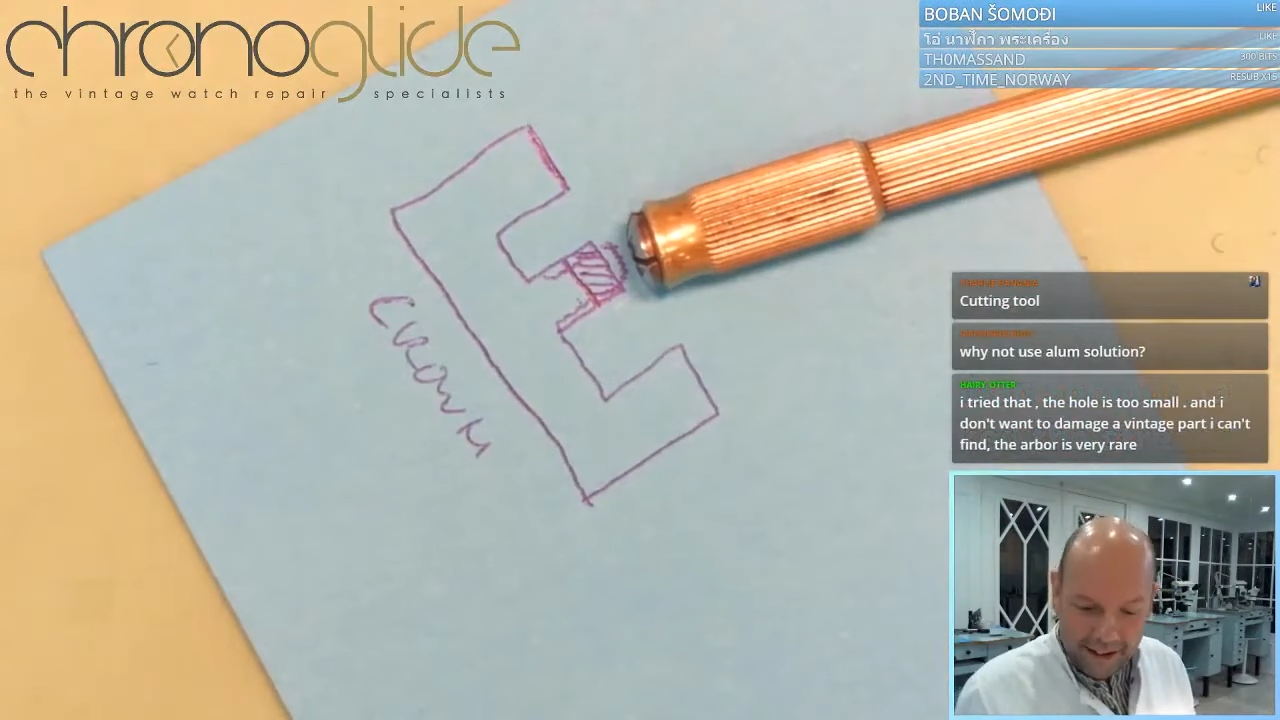 chronoglide
the vintage watch repair specialists
BOBAN ŠOMOĐI LIKE
โอ๋ นาฬิกา พระเครื่อง LIKE
TH0MASSAND 300 BITS
2ND_TIME_NORWAY RESUB X15
CROWN
Cutting tool
why not use alum solution?
HAIRY OTTER
i tried that , the hole is too small . and i
don't want to damage a vintage part i can't
find, the arbor is very rare